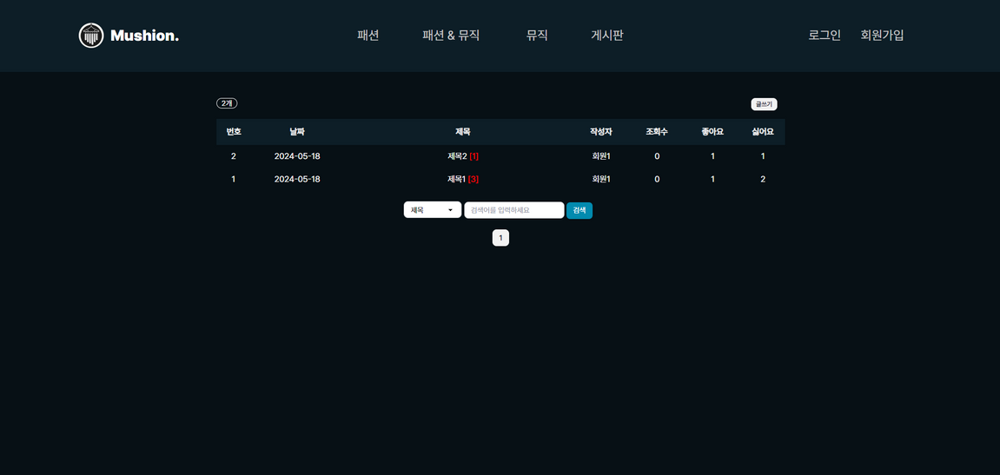 Mushion. 패션 패션 & 뮤직 뮤직 게시판 로그인 회원가입
2개 글쓰기
번호 날짜 제목 작성자 조회수 좋아요 싫어요
2 2024-05-18 제목2 [1] 회원1 0 1 1
1 2024-05-18 제목1 [3] 회원1 0 1 2
제목 검색어를 입력하세요 검색
1